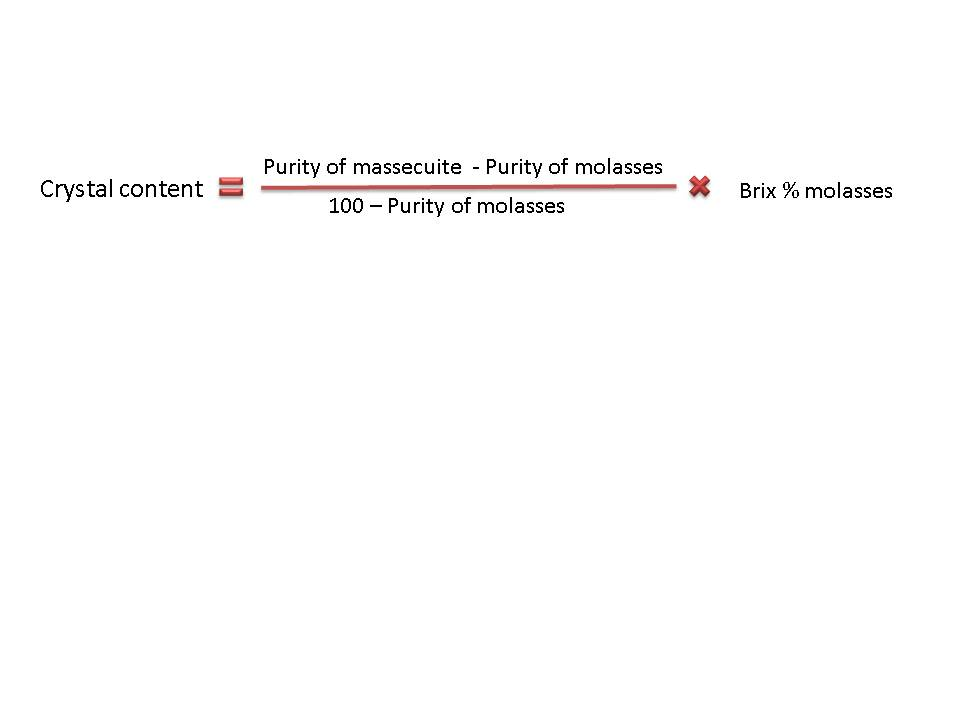 Purity of massecuite - Purity of molasses
Crystal content = × Brix % molasses
100 – Purity of molasses